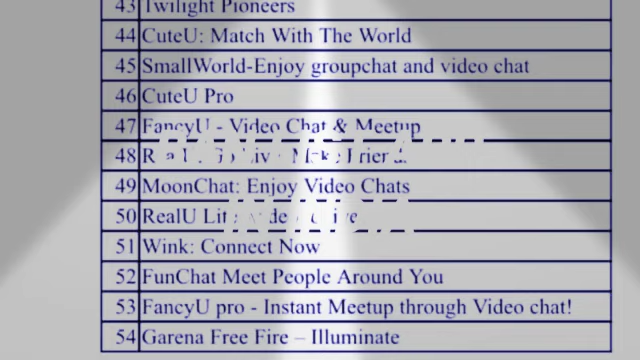 43 Twilight Pioneers
44 CuteU: Match With The World
45 SmallWorld-Enjoy groupchat and video chat
46 CuteU Pro
47 FancyU - Video Chat & Meetup
48
49 MoonChat: Enjoy Video Chats
50 RealU
51 Wink: Connect Now
52 FunChat Meet People Around You
53 FancyU pro - Instant Meetup through Video chat!
54 Garena Free Fire – Illuminate